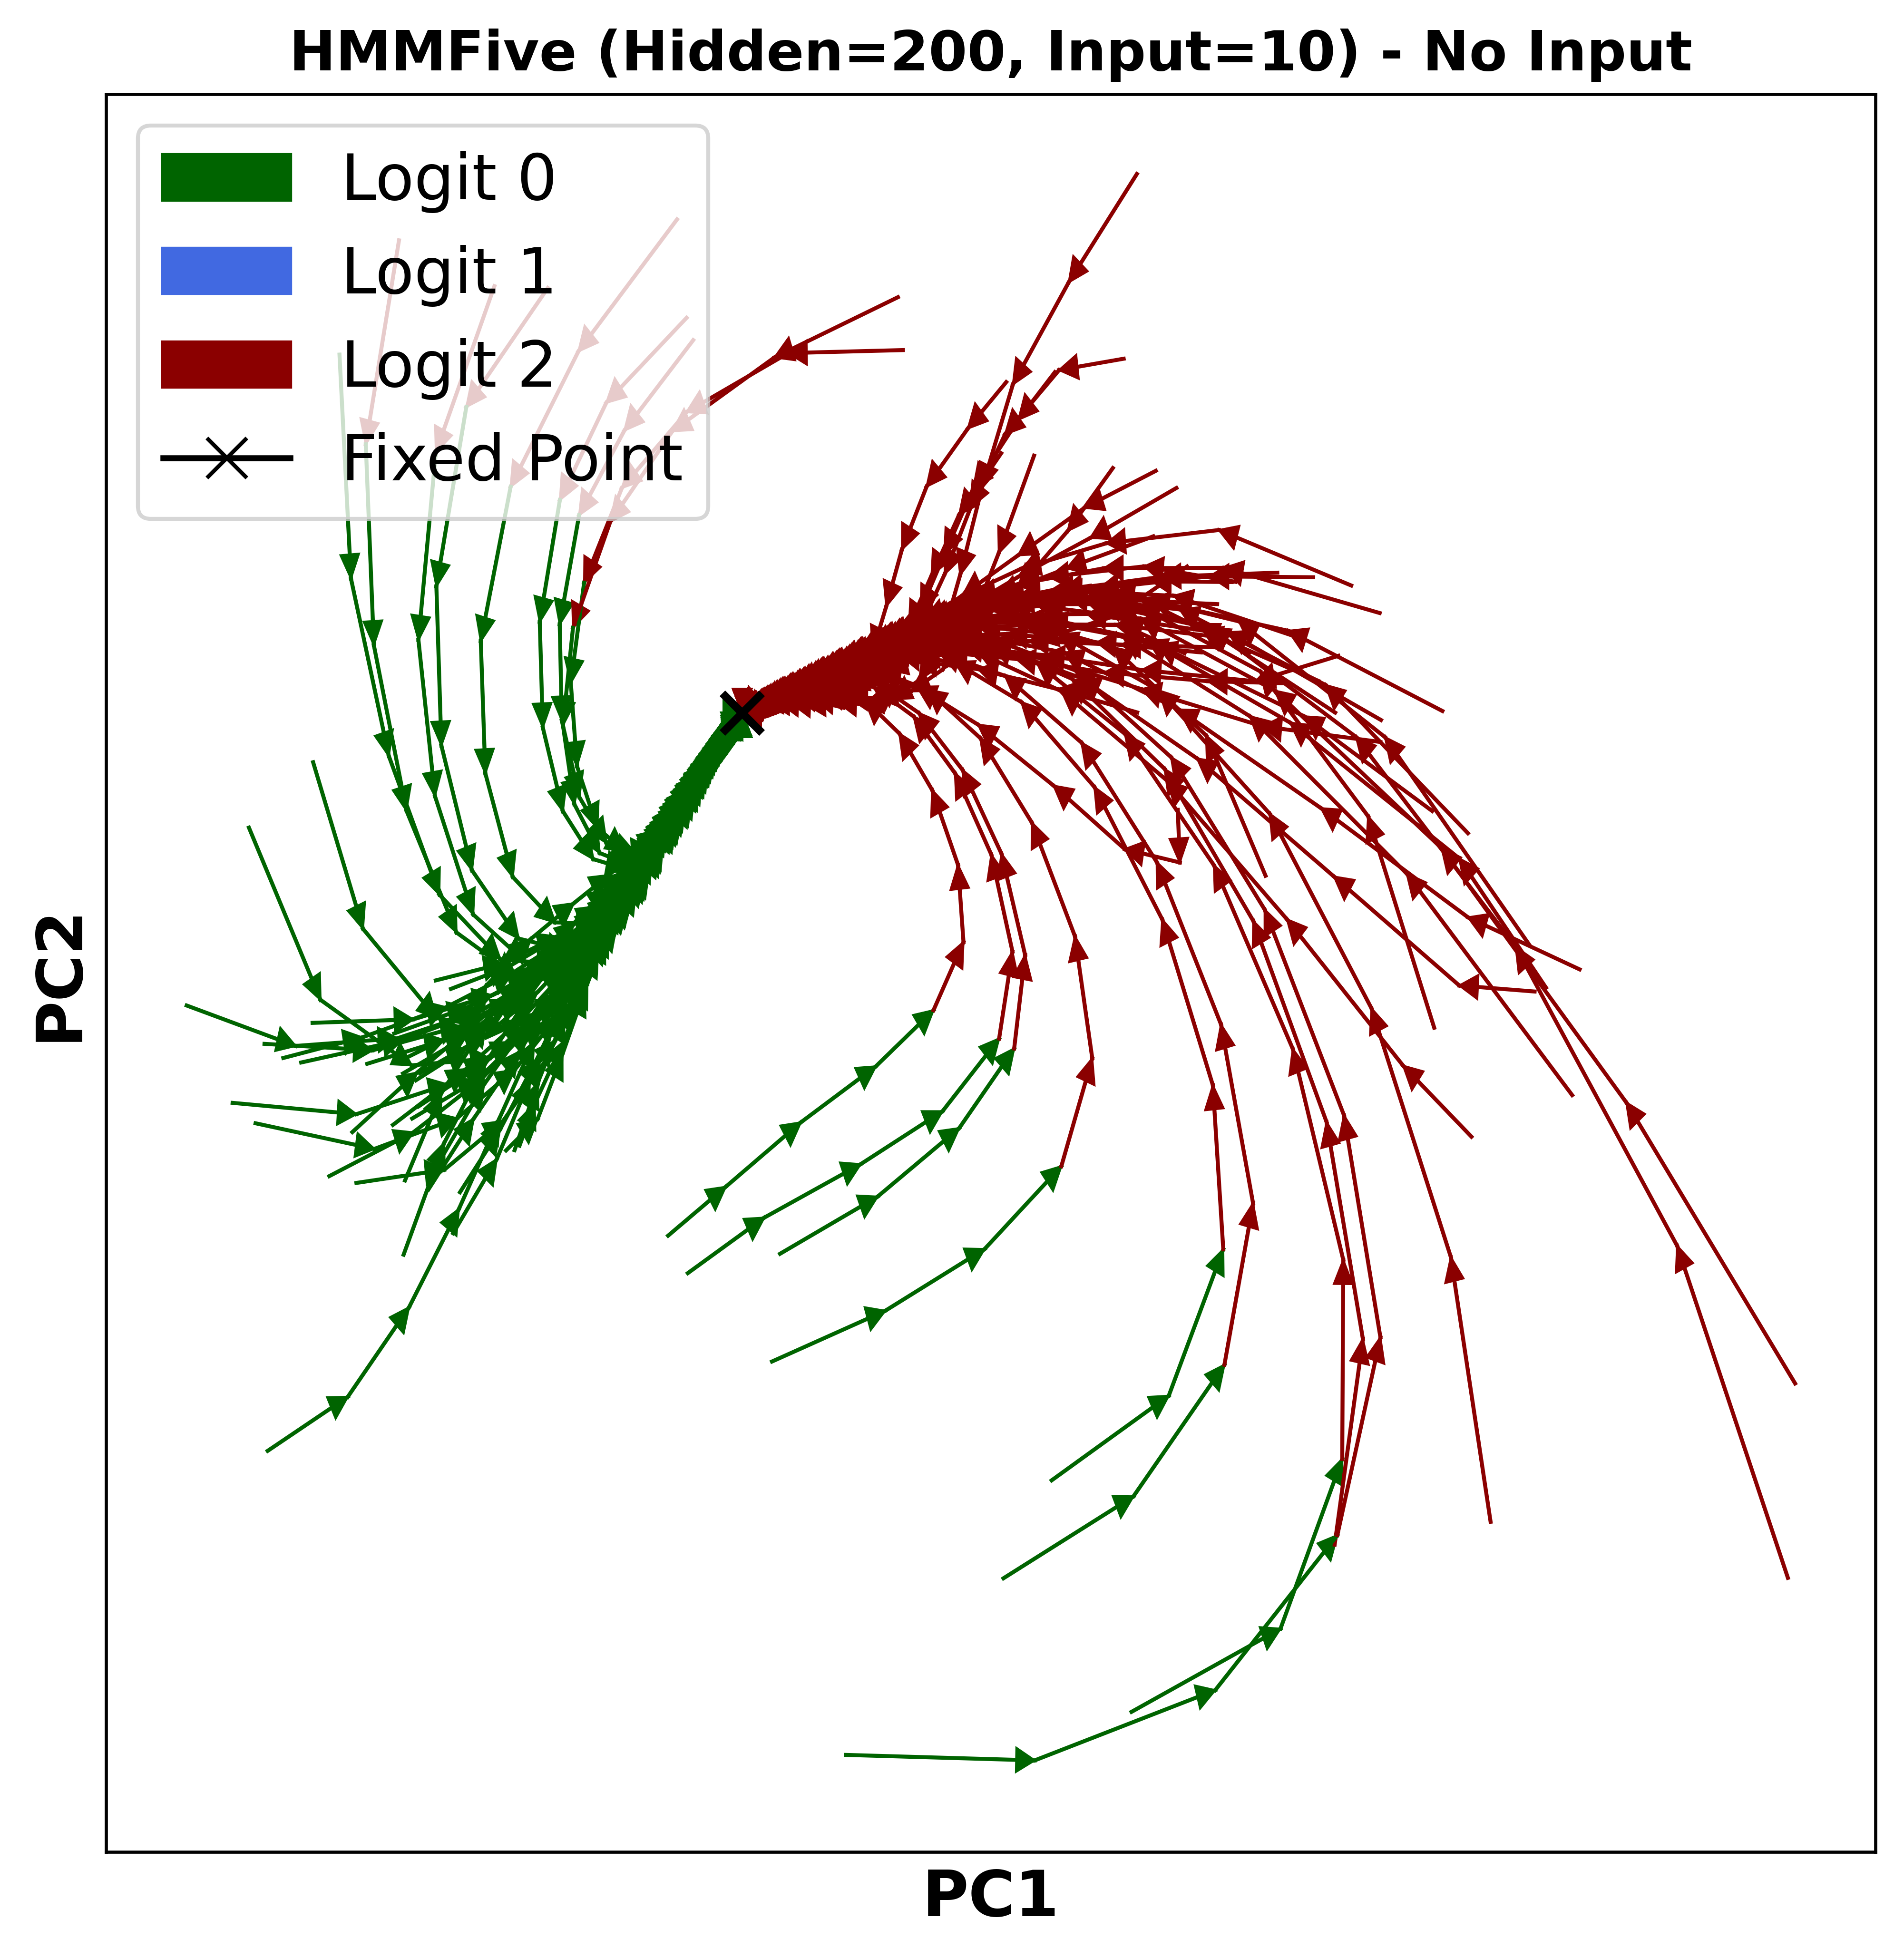 HMMFive (Hidden=200, Input=10) - No Input
Logit 0
Logit 1
Logit 2
Fixed Point
PC2
PC1